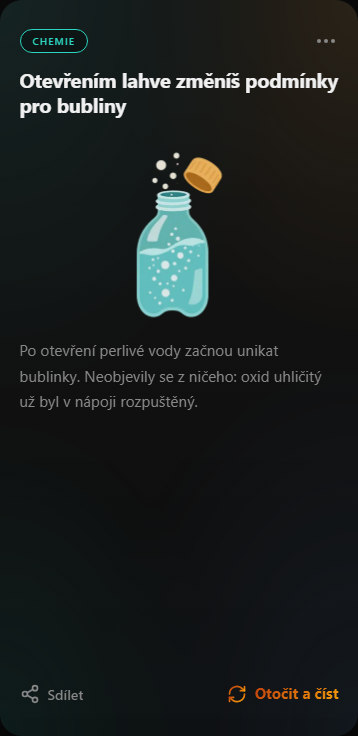 CHEMIE
Otevřením lahve změníš podmínky
pro bubliny
Po otevření perlivé vody začnou unikat
bublinky. Neobjevily se z ničeho: oxid uhličitý
už byl v nápoji rozpuštěný.
Sdílet
Otočit a číst